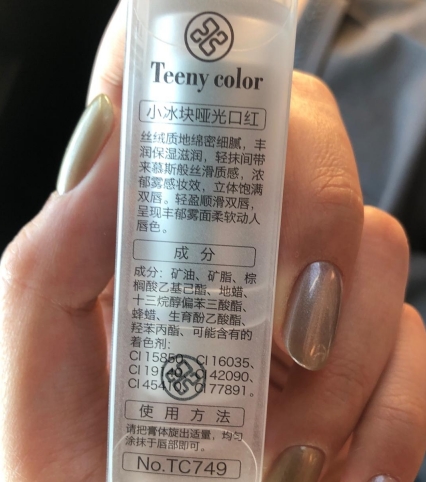 Teeny color
小冰块哑光口红
丝绒质地绵密细腻，丰
润保湿滋润，轻抹间带
来慕斯般丝滑质感，浓
郁雾感妆效，立体饱满
双唇。轻盈顺滑双唇，
呈现丰郁雾面柔软动人
唇色。
成分
成分：矿油、矿脂、棕
榈酸乙基己酯、地蜡、
十三烷醇偏苯三酸酯、
蜂蜡、生育酚乙酸酯、
羟苯丙酯、可能含有的
着色剂：
CI 15850、CI 16035、
CI 42090、
CI 45410、CI 77891。
使用方法
请把膏体旋出适量，均匀
涂抹于唇部即可。
No.TC749